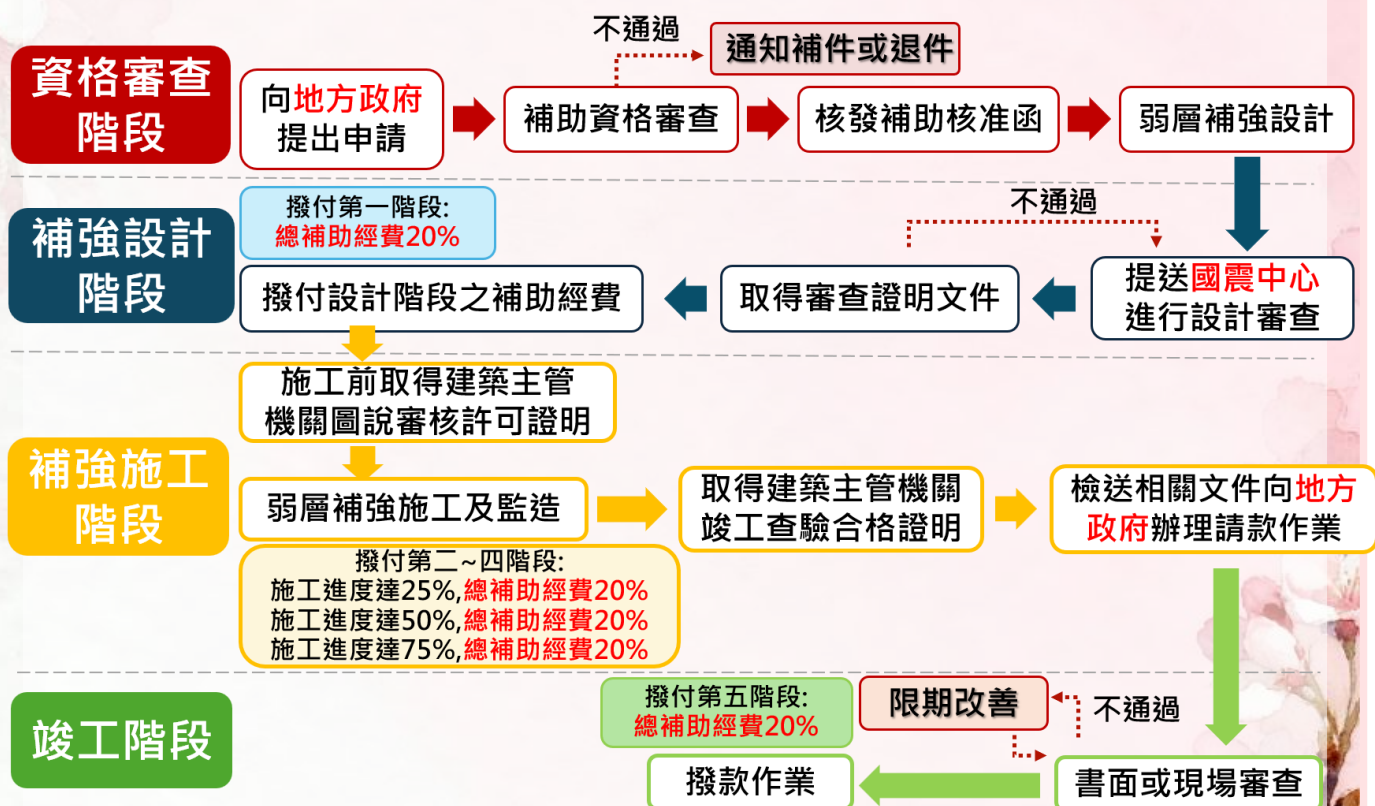 資格審查
階段
向地方政府
提出申請
補助資格審查
不通過
通知補件或退件
核發補助核准函
弱層補強設計
補強設計
階段
提送國震中心
進行設計審查
不通過
取得審查證明文件
撥付第一階段:
總補助經費20%
撥付設計階段之補助經費
補強施工
階段
施工前取得建築主管
機關圖說審核許可證明
弱層補強施工及監造
撥付第二~四階段:
施工進度達25%,總補助經費20%
施工進度達50%,總補助經費20%
施工進度達75%,總補助經費20%
取得建築主管機關
竣工查驗合格證明
檢送相關文件向地方
政府辦理請款作業
竣工階段
書面或現場審查
不通過
限期改善
撥付第五階段:
總補助經費20%
撥款作業